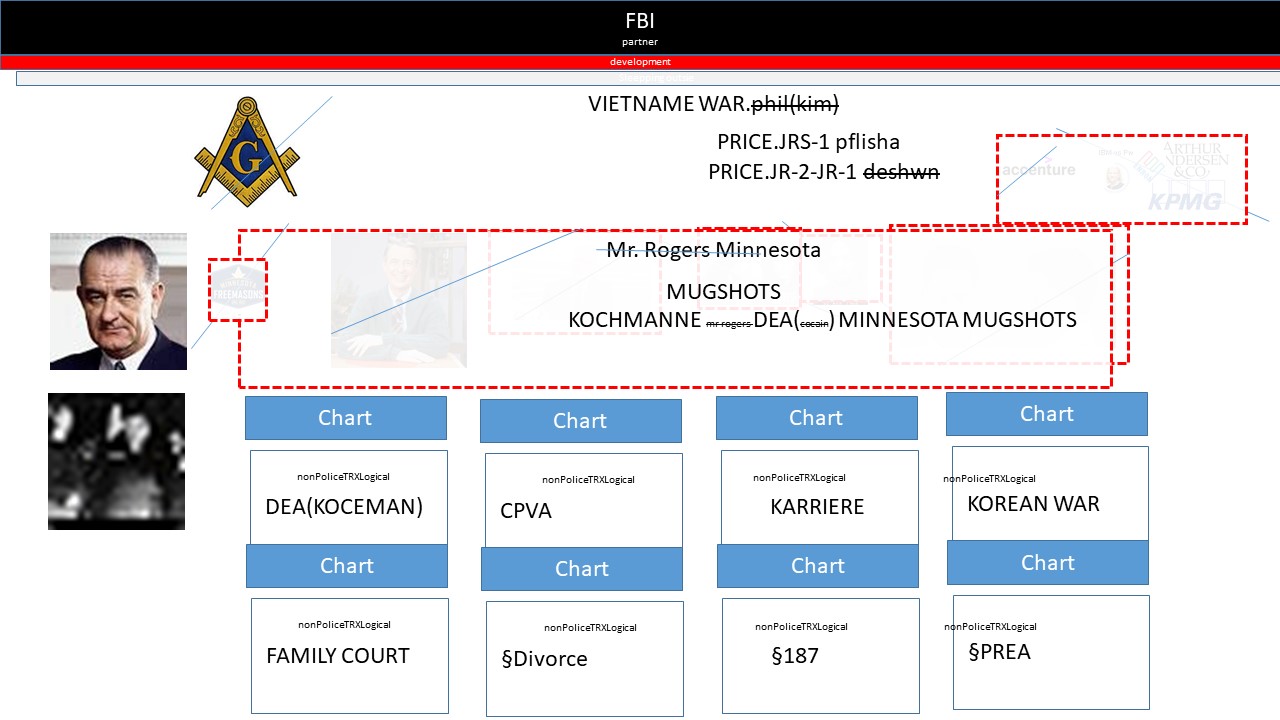 FBI
partner
development
VIETNAME WAR.phil(kim)
PRICE.JRS-1 pflisha
PRICE.JR-2-JR-1 deshwn
accenture
ARTHUR
ANDERSEN
& CO
KPMG
G
Mr. Rogers Minnesota
MINNESOTA
FREEMASONS
MUGSHOTS
KOCHMANNE mr rogers DEA(cocain) MINNESOTA MUGSHOTS
Chart
Chart
Chart
Chart
nonPoliceTRXLogical
DEA(KOCEMAN)
nonPoliceTRXLogical
CPVA
nonPoliceTRXLogical
KARRIERE
nonPoliceTRXLogical
KOREAN WAR
Chart
Chart
Chart
Chart
nonPoliceTRXLogical
FAMILY COURT
nonPoliceTRXLogical
§Divorce
nonPoliceTRXLogical
§187
nonPoliceTRXLogical
§PREA